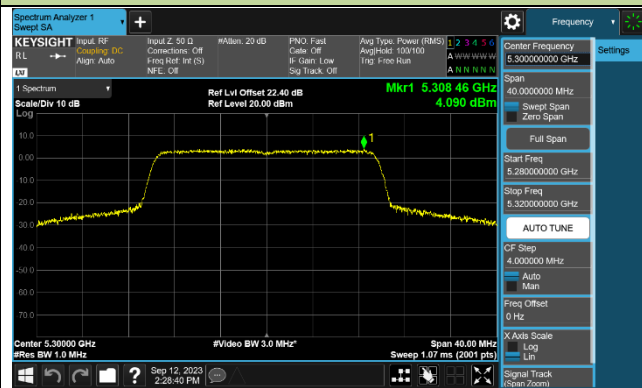 Spectrum Analyzer 1
Swept SA
+
Frequency
KEYSIGHT
RL
LXI
Input: RF
Coupling: DC
Align: Auto
Input Z: 50 Ω
Corrections: Off
Freq Ref: Int (S)
NFE: Off
#Atten: 20 dB
PNO: Fast
Gate: Off
IF Gain: Low
Sig Track: Off
Avg Type: Power (RMS)
Avg|Hold: 100/100
Trig: Free Run
1 2 3 4 5 6
A W W W W W
A N N N N N
1 Spectrum
Scale/Div 10 dB
Log
Ref Lvl Offset 22.40 dB
Ref Level 20.00 dBm
Mkr1 5.308 46 GHz
4.090 dBm
1
10.0
0.00
-10.0
-20.0
-30.0
-40.0
-50.0
-60.0
-70.0
Center 5.30000 GHz
#Res BW 1.0 MHz
#Video BW 3.0 MHz*
Span 40.00 MHz
Sweep 1.07 ms (2001 pts)
Center Frequency
5.300000000 GHz
Settings
Span
40.0000000 MHz
Swept Span
Zero Span
Full Span
Start Freq
5.280000000 GHz
Stop Freq
5.320000000 GHz
AUTO TUNE
CF Step
4.000000 MHz
Auto
Man
Freq Offset
0 Hz
X Axis Scale
Log
Lin
Signal Track
(Span Zoom)
?
Sep 12, 2023
2:28:40 PM